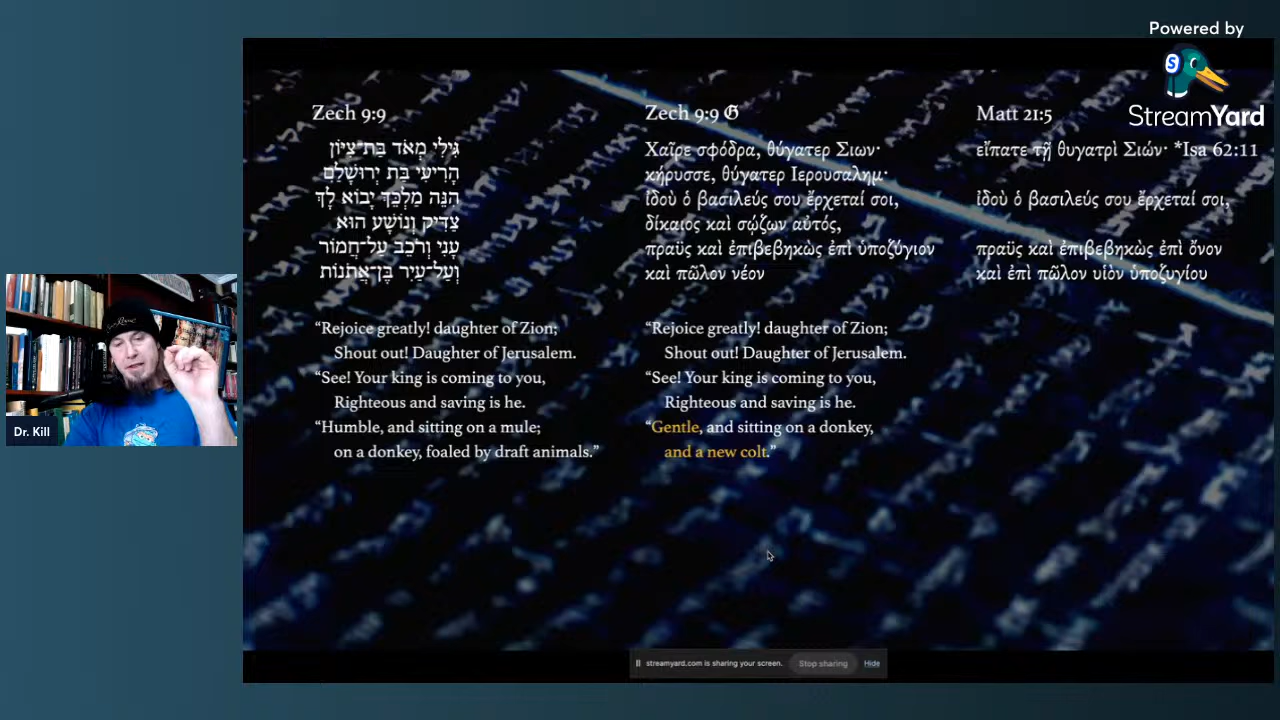 Powered by
StreamYard
Zech 9:9
גִּילִי מְאֹד בַּת־צִיּוֹן
הָרִיעִי בַּת יְרוּשָׁלַ͏ִם
הִנֵּה מַלְכֵּךְ יָבוֹא לָךְ
צַדִּיק וְנוֹשָׁע הוּא
עָנִי וְרֹכֵב עַל־חֲמוֹר
וְעַל־עַיִר בֶּן־אֲתֹנוֹת
“Rejoice greatly! daughter of Zion;
Shout out! Daughter of Jerusalem.
“See! Your king is coming to you,
Righteous and saving is he.
“Humble, and sitting on a mule;
on a donkey, foaled by draft animals.”
Zech 9:9 𝕲
Χαῖρε σφόδρα, θύγατερ Σιων·
κήρυσσε, θύγατερ Ιερουσαλημ·
ἰδοὺ ὁ βασιλεύς σου ἔρχεταί σοι,
δίκαιος καὶ σῴζων αὐτός,
πραῢς καὶ ἐπιβεβηκὼς ἐπὶ ὑποζύγιον
καὶ πῶλον νέον
“Rejoice greatly! daughter of Zion;
Shout out! Daughter of Jerusalem.
“See! Your king is coming to you,
Righteous and saving is he.
“Gentle, and sitting on a donkey,
and a new colt.”
Matt 21:5
εἴπατε τῇ θυγατρὶ Σιών· *Isa 62:11
ἰδοὺ ὁ βασιλεύς σου ἔρχεταί σοι,
πραῢς καὶ ἐπιβεβηκὼς ἐπὶ ὄνον
καὶ ἐπὶ πῶλον υἱὸν ὑποζυγίου
Dr. Kill
streamyard.com is sharing your screen.
Stop sharing
Hide